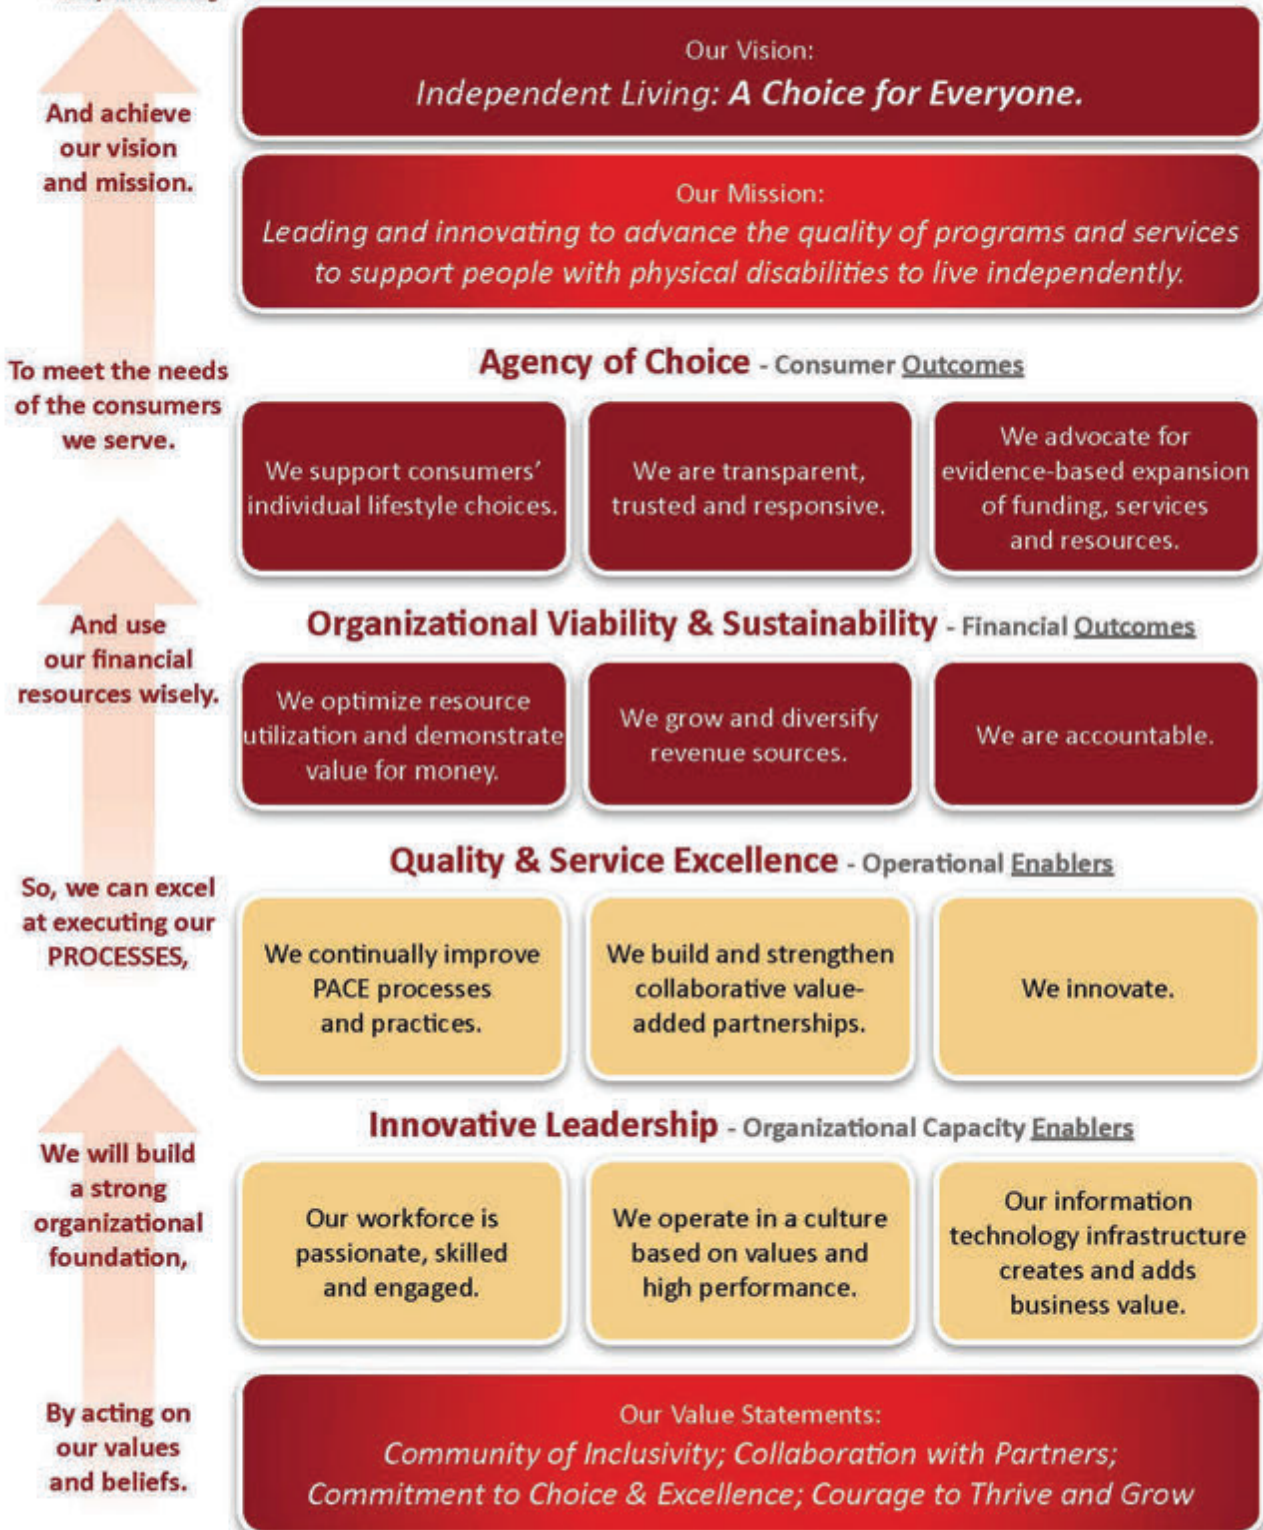 Our Vision:
Independent Living: A Choice for Everyone.
And achieve
our vision
and mission.
Our Mission:
Leading and innovating to advance the quality of programs and services
to support people with physical disabilities to live independently.
To meet the needs
of the consumers
we serve.
Agency of Choice - Consumer Outcomes
We support consumers’
individual lifestyle choices.
We are transparent,
trusted and responsive.
We advocate for
evidence-based expansion
of funding, services
and resources.
And use
our financial
resources wisely.
Organizational Viability & Sustainability - Financial Outcomes
We optimize resource
utilization and demonstrate
value for money.
We grow and diversify
revenue sources.
We are accountable.
So, we can excel
at executing our
PROCESSES,
Quality & Service Excellence - Operational Enablers
We continually improve
PACE processes
and practices.
We build and strengthen
collaborative value-
added partnerships.
We innovate.
We will build
a strong
organizational
foundation,
Innovative Leadership - Organizational Capacity Enablers
Our workforce is
passionate, skilled
and engaged.
We operate in a culture
based on values and
high performance.
Our information
technology infrastructure
creates and adds
business value.
By acting on
our values
and beliefs.
Our Value Statements:
Community of Inclusivity; Collaboration with Partners;
Commitment to Choice & Excellence; Courage to Thrive and Grow